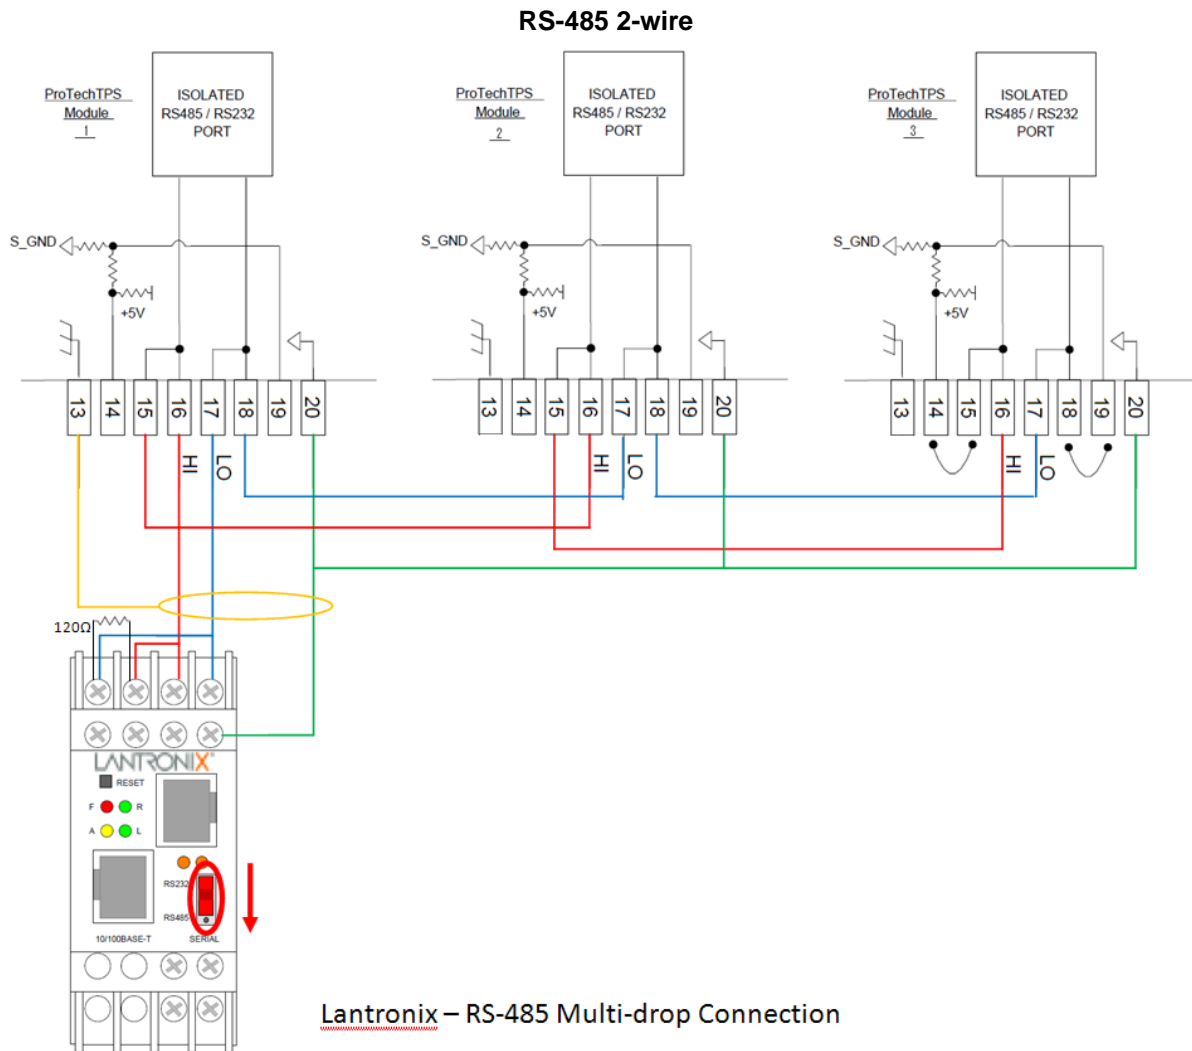 RS-485 2-wire
ProTechTPS
Module
1
ISOLATED
RS485 / RS232
PORT
ProTechTPS
Module
2
ISOLATED
RS485 / RS232
PORT
ProTechTPS
Module
3
ISOLATED
RS485 / RS232
PORT
S_GND
+5V
S_GND
+5V
S_GND
+5V
13 14 15 16 17 18 19 20
13 14 15 16 17 18 19 20
13 14 15 16 17 18 19 20
HI LO
HI LO
HI LO
120Ω
LANTRONIX®
RESET
F R
A L
RS232
RS485
10/100BASE-T SERIAL
Lantronix – RS-485 Multi-drop Connection